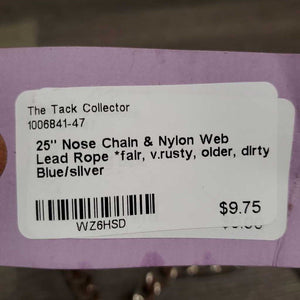 The Tack Collector
1006841-47
25" Nose Chain & Nylon Web
Lead Rope *fair, v.rusty, older, dirty
Blue/silver
WZ6HSD
$9.75